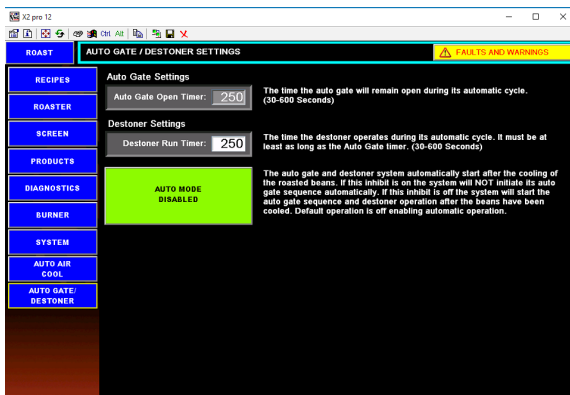 X2 pro 12
Ctrl Alt
ROAST
AUTO GATE / DESTONER SETTINGS
FAULTS AND WARNINGS
RECIPES
ROASTER
SCREEN
PRODUCTS
DIAGNOSTICS
BURNER
SYSTEM
AUTO AIR
COOL
AUTO GATE/
DESTONER
Auto Gate Settings
Auto Gate Open Timer: 250
The time the auto gate will remain open during its automatic cycle.
(30-600 Seconds)
Destoner Settings
Destoner Run Timer: 250
The time the destoner operates during its automatic cycle. It must be at
least as long as the Auto Gate timer. (30-600 Seconds)
AUTO MODE
DISABLED
The auto gate and destoner system automatically start after the cooling of
the roasted beans. If this inhibit is on the system will NOT initiate its auto
gate sequence automatically. If this inhibit is off the system will start the
auto gate sequence and destoner operation after the beans have been
cooled. Default operation is off enabling automatic operation.